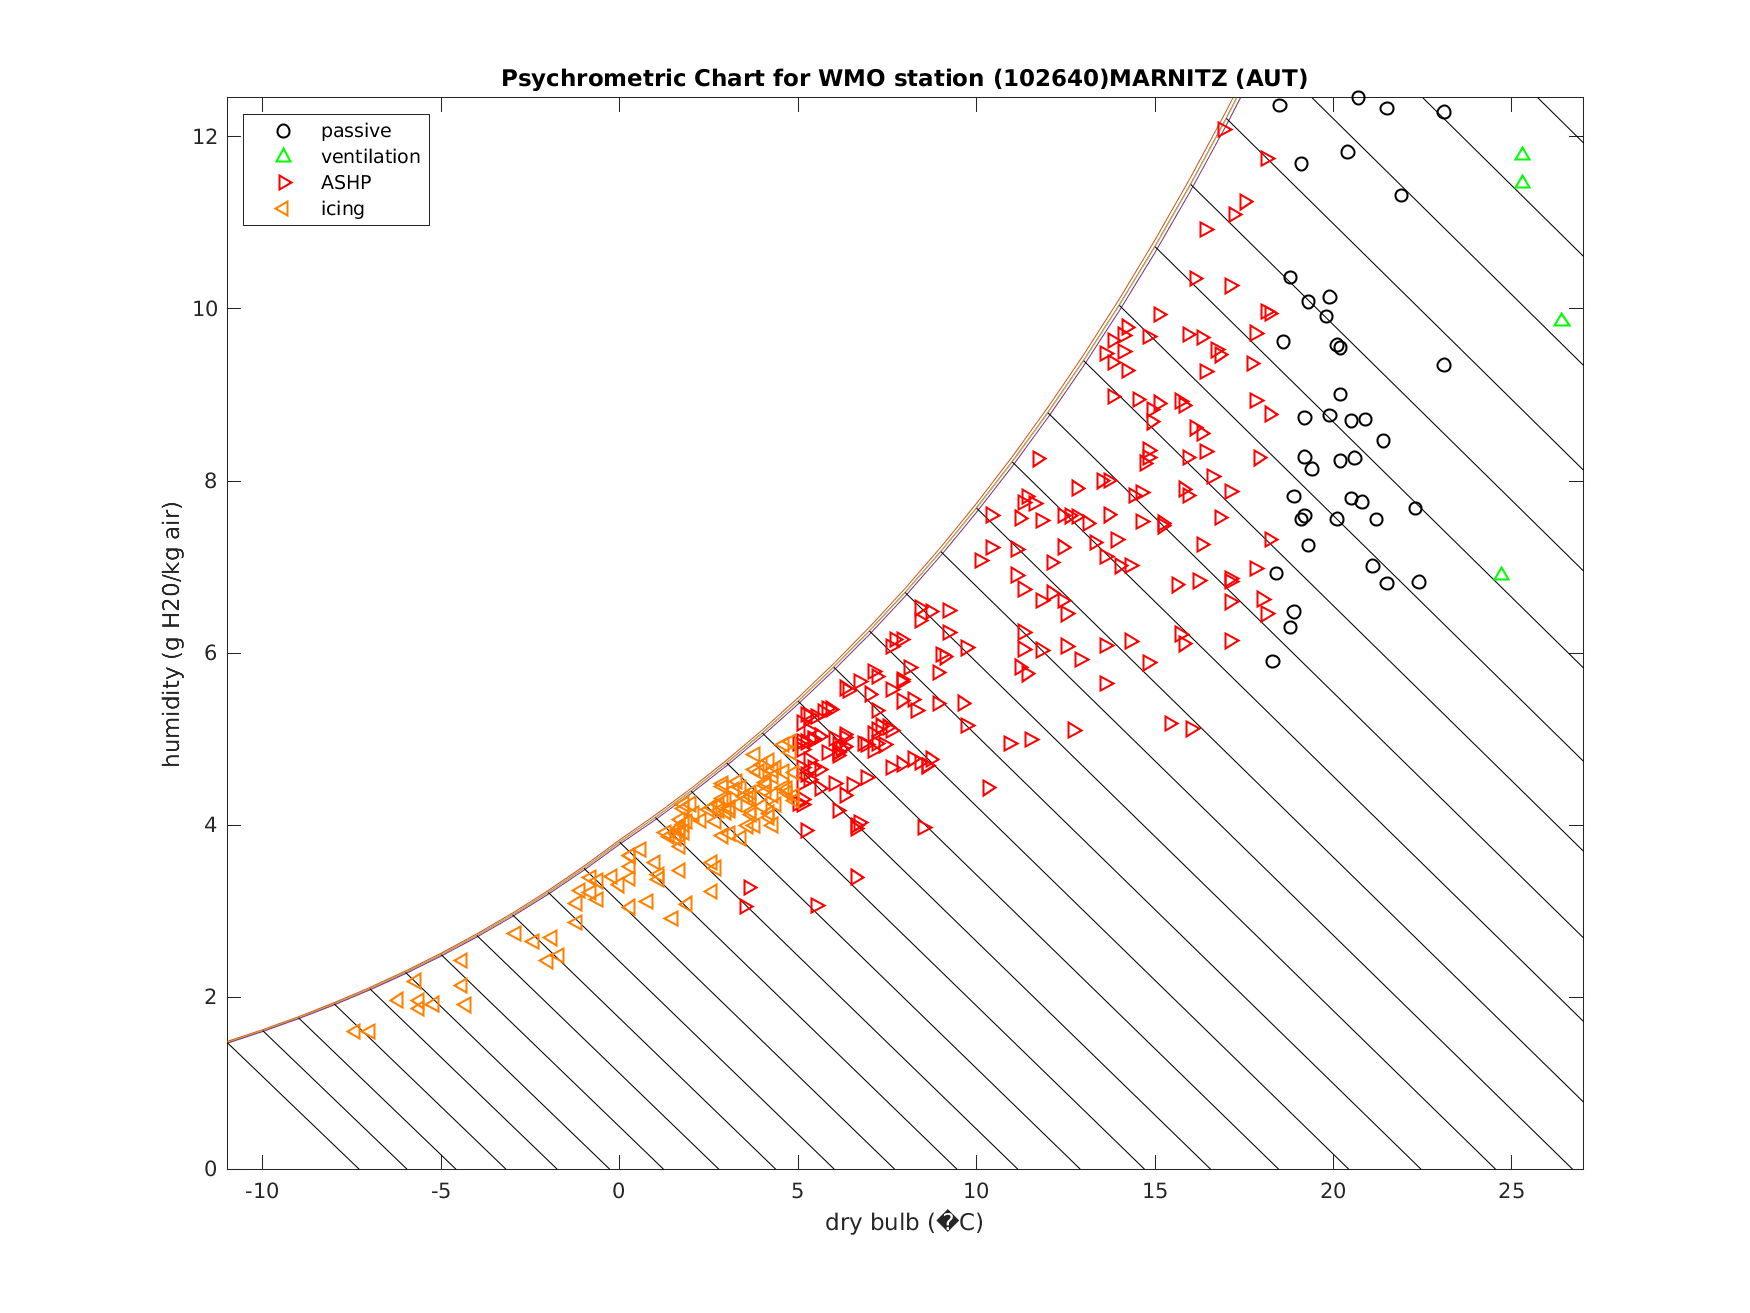 Psychrometric Chart for WMO station (102640)MARNITZ (AUT)
passive
ventilation
ASHP
icing
12
10
8
6
4
2
0
humidity (g H20/kg air)
-10 -5 0 5 10 15 20 25
dry bulb (�C)